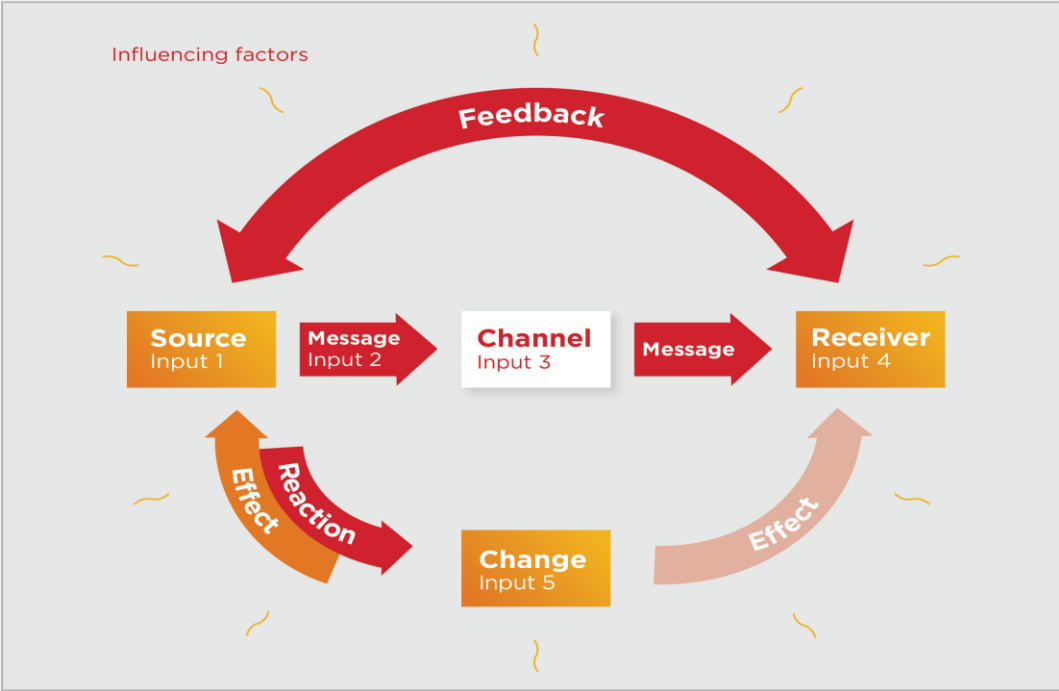 Influencing factors
Feedback
Source
Input 1
Message
Input 2
Channel
Input 3
Message
Receiver
Input 4
Effect
Reaction
Change
Input 5
Effect